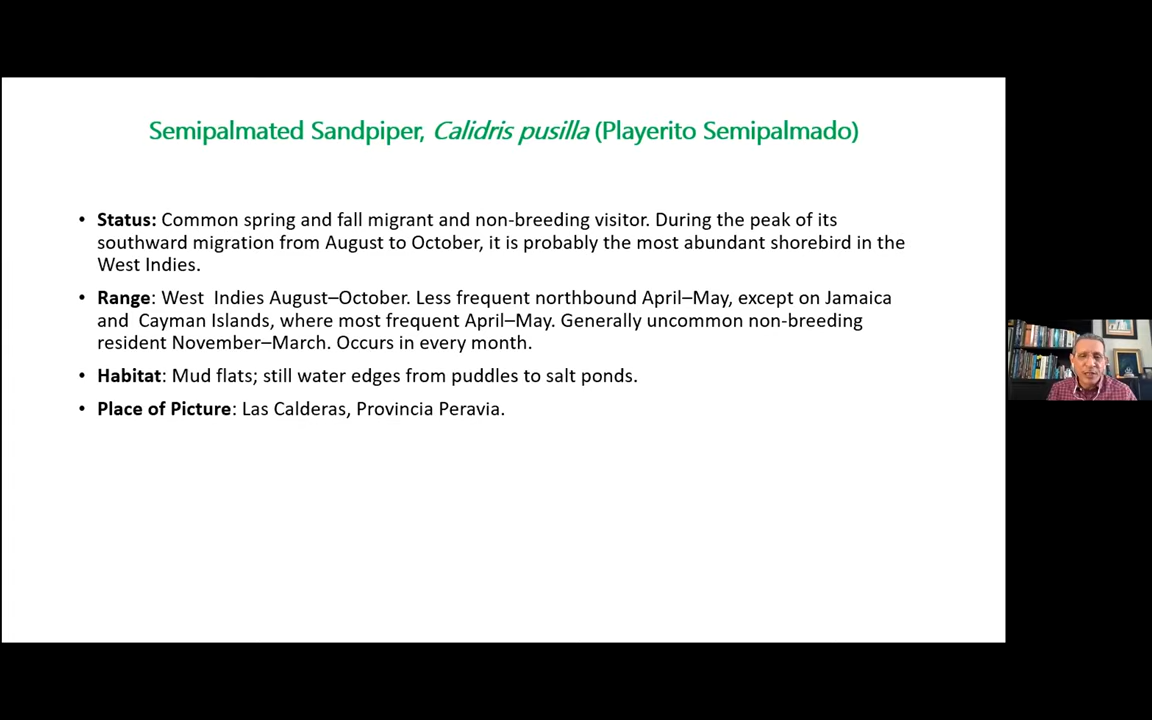 Semipalmated Sandpiper, Calidris pusilla (Playerito Semipalmado)
• Status: Common spring and fall migrant and non-breeding visitor. During the peak of its
southward migration from August to October, it is probably the most abundant shorebird in the
West Indies.
• Range: West  Indies August–October. Less frequent northbound April–May, except on Jamaica
and  Cayman Islands, where most frequent April–May. Generally uncommon non-breeding
resident November–March. Occurs in every month.
• Habitat: Mud flats; still water edges from puddles to salt ponds.
• Place of Picture: Las Calderas, Provincia Peravia.